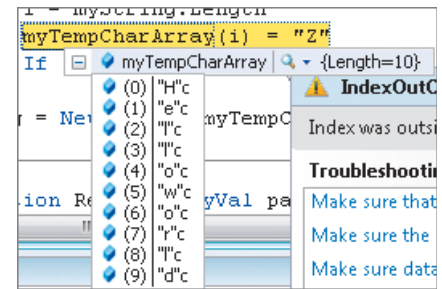 i = myString.Length
myTempCharArray(i) = "Z"
If myTempCharArray {Length=10}
(0) "H"c
(1) "e"c
(2) "l"c
(3) "l"c
(4) "o"c
(5) "w"c
(6) "o"c
(7) "r"c
(8) "l"c
(9) "d"c
= New myTempC
ion Re yVal pa
IndexOutO
Index was outsi
Troubleshootin
Make sure that
Make sure the
Make sure data